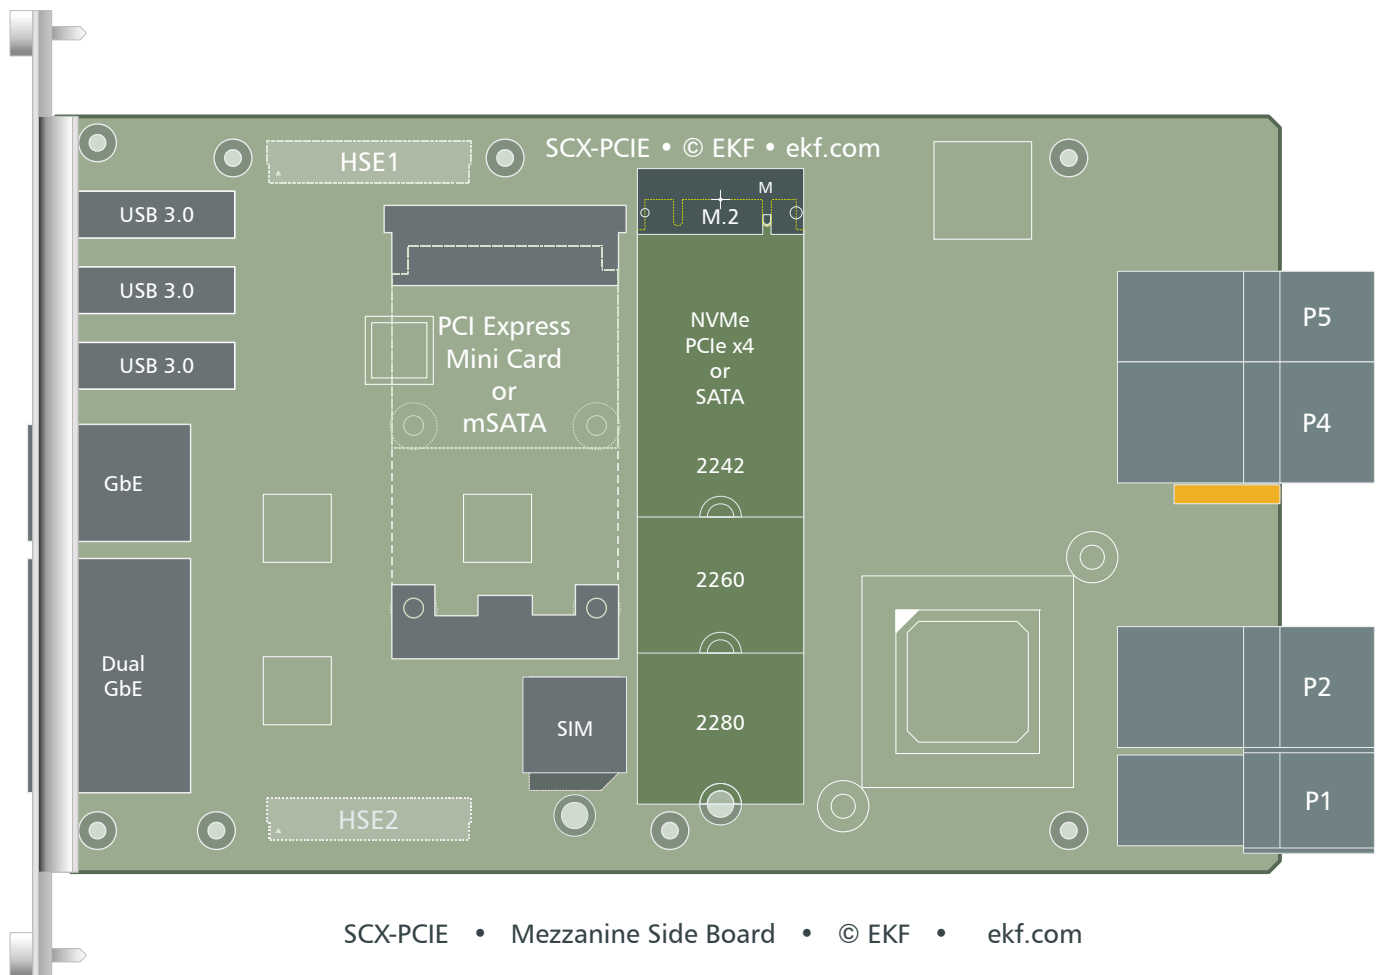 SCX-PCIE • © EKF • ekf.com
HSE1
USB 3.0
USB 3.0
USB 3.0
GbE
Dual
GbE
PCI Express
Mini Card
or
mSATA
M
M.2
NVMe
PCIe x4
or
SATA
2242
2260
2280
SIM
HSE2
P5
P4
P2
P1
SCX-PCIE • Mezzanine Side Board • © EKF • ekf.com